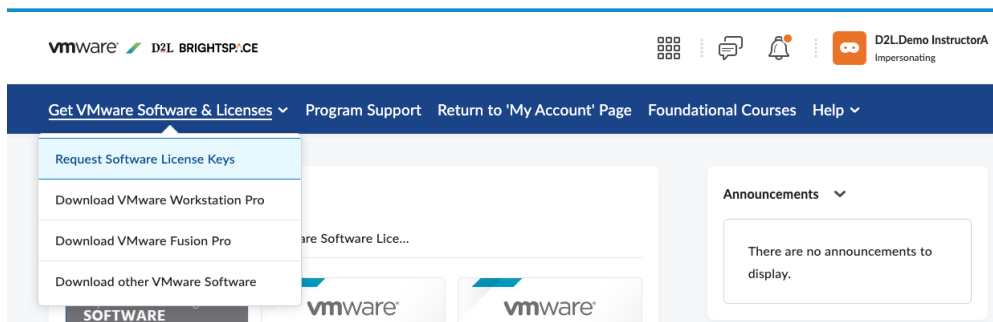 vmware D2L BRIGHTSPACE
D2L.Demo InstructorA
Impersonating
Get VMware Software & Licenses Program Support Return to 'My Account' Page Foundational Courses Help
Request Software License Keys
Download VMware Workstation Pro
Download VMware Fusion Pro
Download other VMware Software
are Software Lice...
SOFTWARE
vmware
vmware
Announcements
There are no announcements to
display.